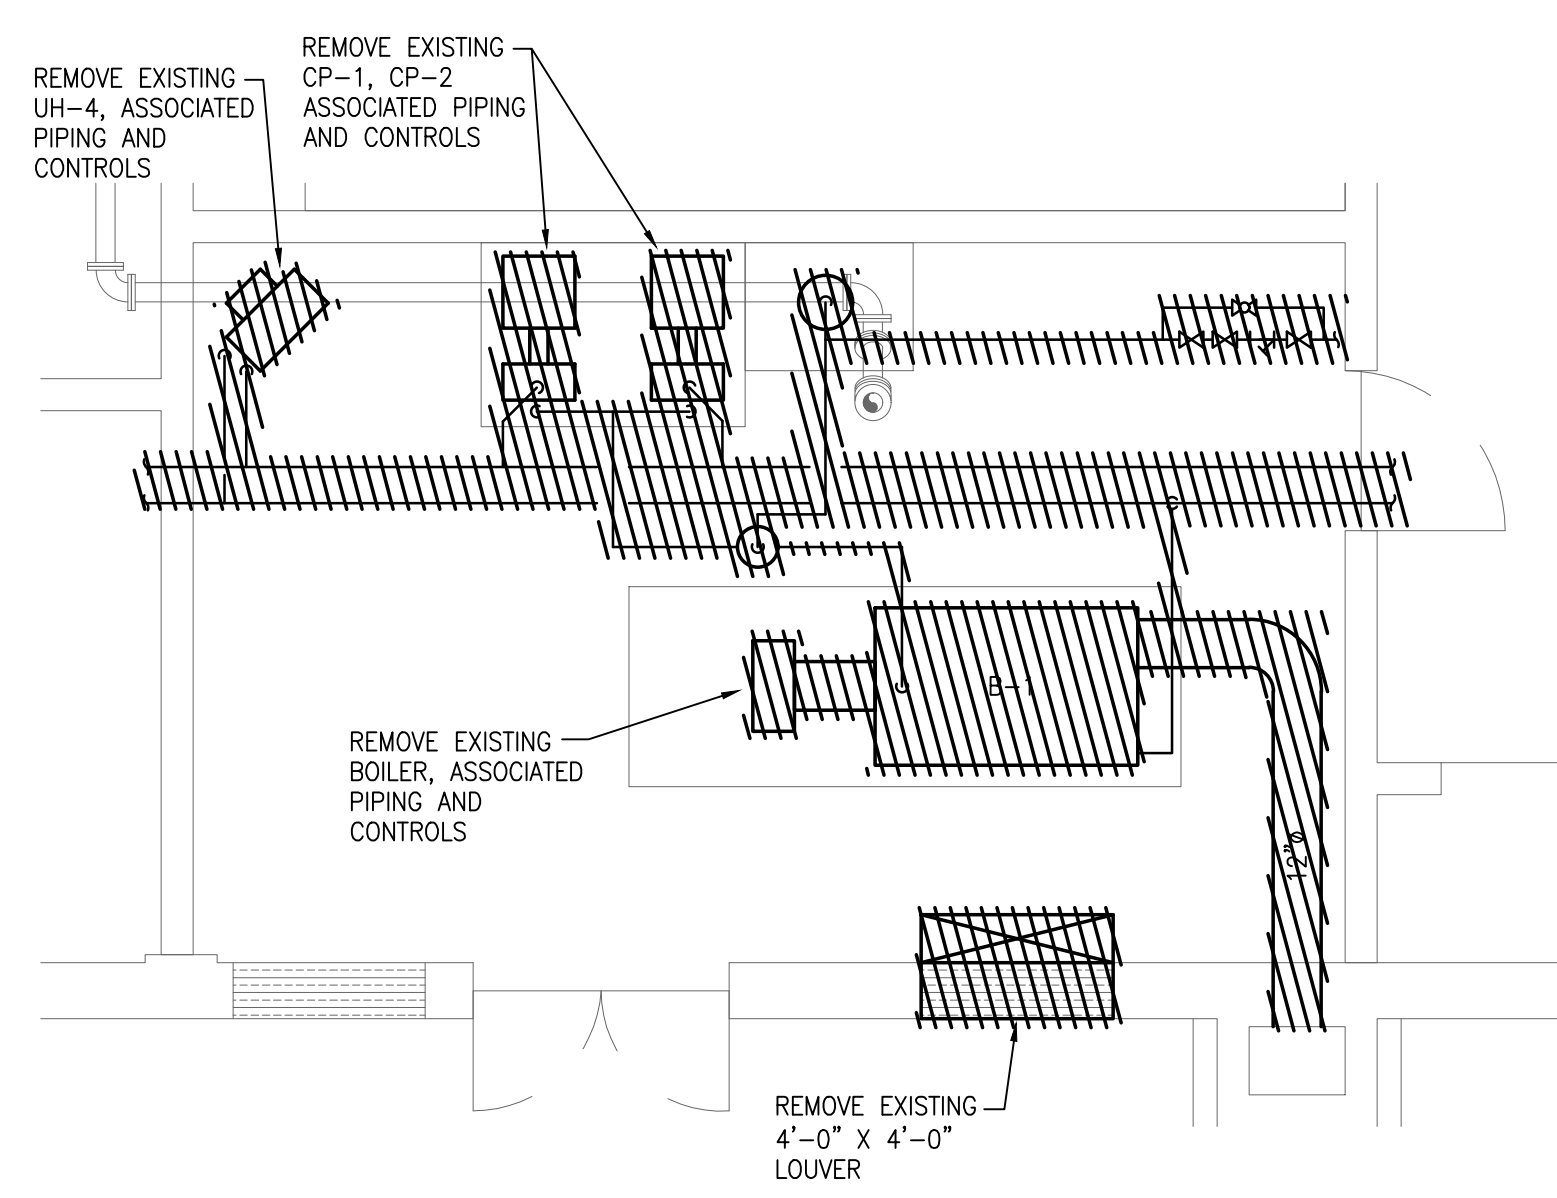 REMOVE EXISTING
UH-4, ASSOCIATED
PIPING AND
CONTROLS
REMOVE EXISTING
CP-1, CP-2
ASSOCIATED PIPING
AND CONTROLS
B-1
REMOVE EXISTING
BOILER, ASSOCIATED
PIPING AND
CONTROLS
12"ø
REMOVE EXISTING
4'-0" X 4'-0"
LOUVER